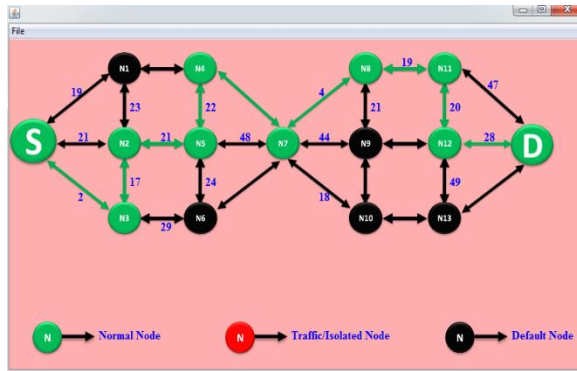 File
N1
N4
N8
19
N11
19
4
47
23
22
21
20
S
21
N2
21
N5
48
N7
44
N9
N12
28
D
2
17
24
18
49
N3
29
N6
N10
N13
N
Normal Node
N
Traffic/Isolated Node
N
Default Node